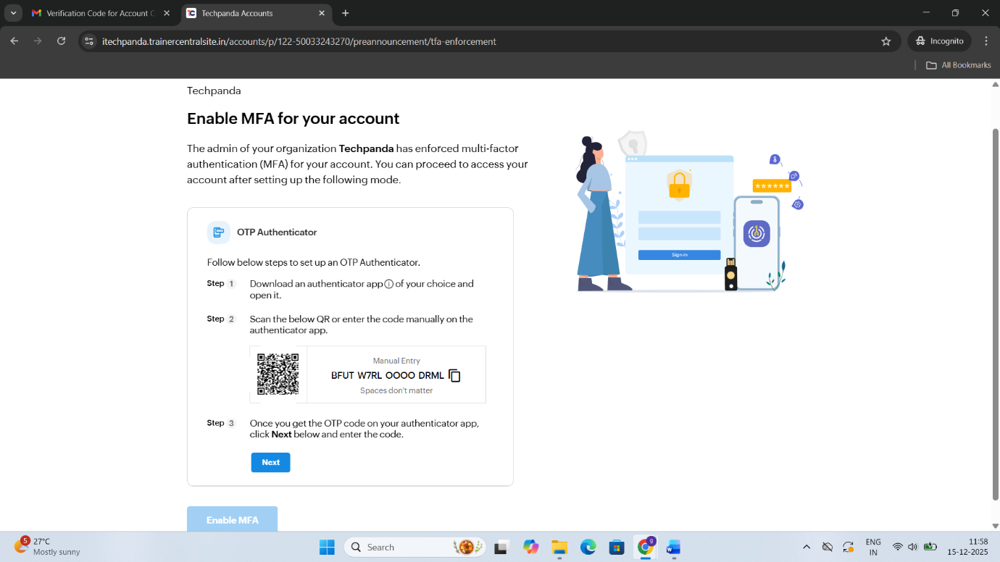 Verification Code for Account C
Techpanda Accounts
itechpanda.trainercentralsite.in/accounts/p/122-50033243270/preannouncement/tfa-enforcement
Incognito
All Bookmarks
Techpanda
Enable MFA for your account
The admin of your organization Techpanda has enforced multi-factor
authentication (MFA) for your account. You can proceed to access your
account after setting up the following mode.
OTP Authenticator
Follow below steps to set up an OTP Authenticator.
Step 1 Download an authenticator app of your choice and
open it.
Step 2 Scan the below QR or enter the code manually on the
authenticator app.
Manual Entry
BFUT W7RL OOOO DRML
Spaces don't matter
Step 3 Once you get the OTP code on your authenticator app,
click Next below and enter the code.
Next
Enable MFA
******
Sign-in
5
27°C
Mostly sunny
Search
g
W
ENG
IN
11:58
15-12-2025